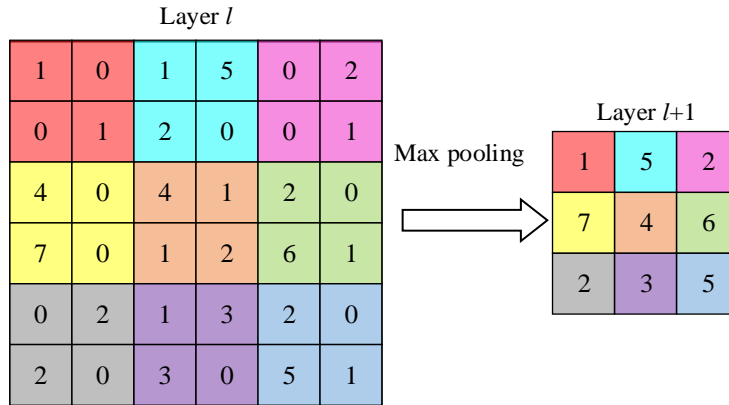 Layer l
1 0 1 5 0 2
0 1 2 0 0 1
4 0 4 1 2 0
7 0 1 2 6 1
0 2 1 3 2 0
2 0 3 0 5 1
Max pooling
Layer l+1
1 5 2
7 4 6
2 3 5